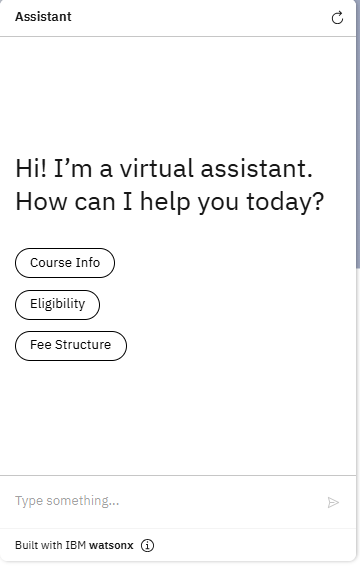 Assistant
Hi! I’m a virtual assistant.
How can I help you today?
Course Info
Eligibility
Fee Structure
Type something...
Built with IBM watsonx